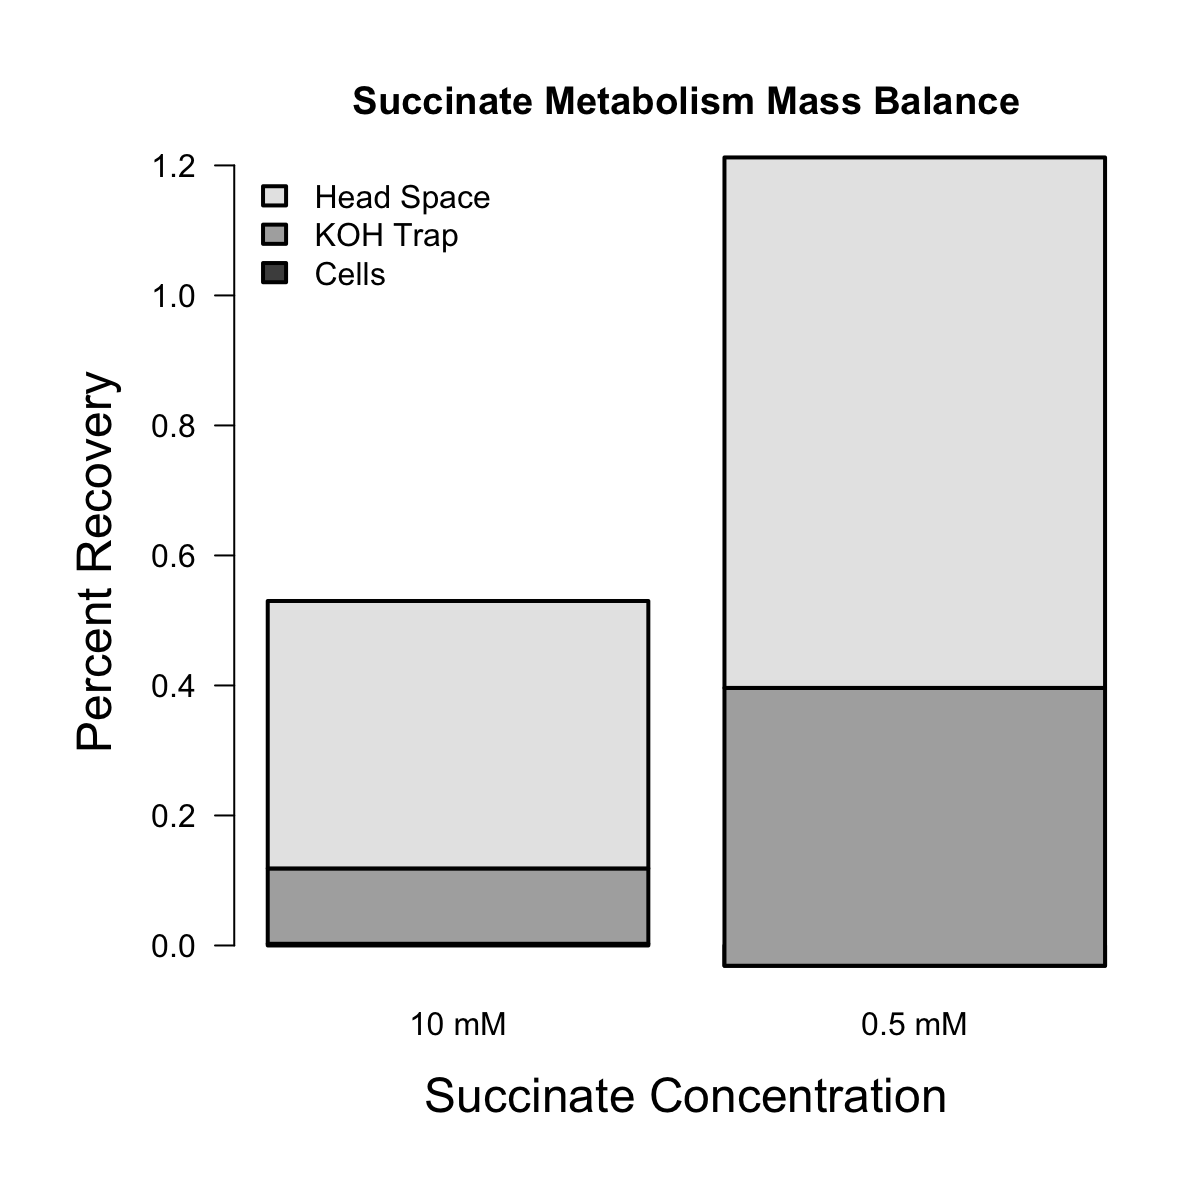 Succinate Metabolism Mass Balance
1.2
1.0
0.8
0.6
0.4
0.2
0.0
Percent Recovery
Head Space
KOH Trap
Cells
10 mM
0.5 mM
Succinate Concentration